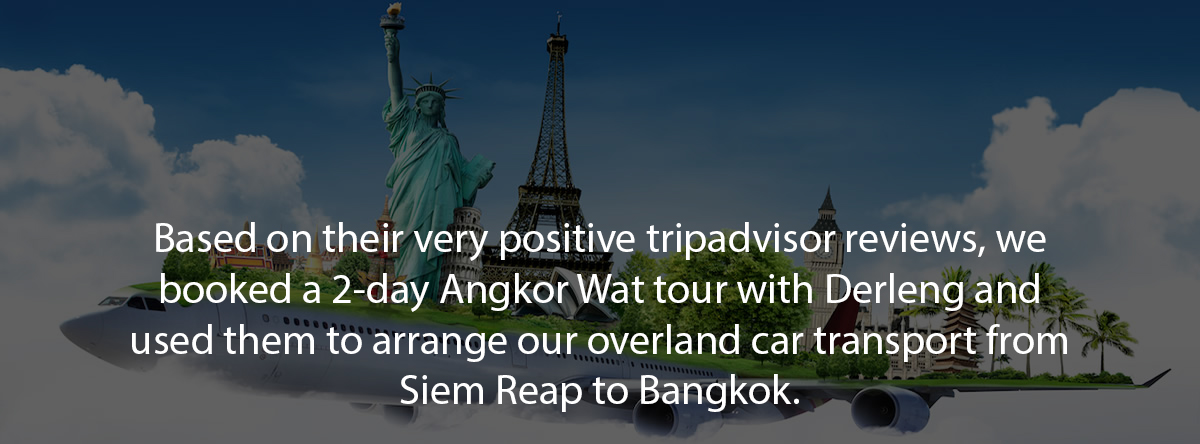 Based on their very positive tripadvisor reviews, we
booked a 2-day Angkor Wat tour with Derleng and
used them to arrange our overland car transport from
Siem Reap to Bangkok.